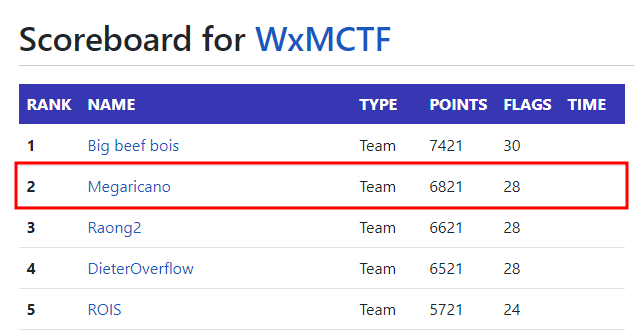 Scoreboard for WxMCTF
RANK NAME TYPE POINTS FLAGS TIME
1 Big beef bois Team 7421 30
2 Megaricano Team 6821 28
3 Raong2 Team 6621 28
4 DieterOverflow Team 6521 28
5 ROIS Team 5721 24